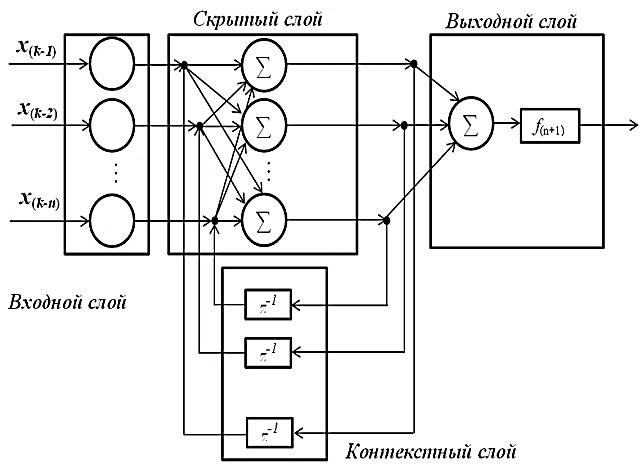 Скрытый слой
Выходной слой
x(k-1)
Σ
x(k-2)
Σ
Σ
f(n+1)
⋮
⋮
x(k-n)
Σ
Входной слой
z-1
z-1
z-1
Контекстный слой